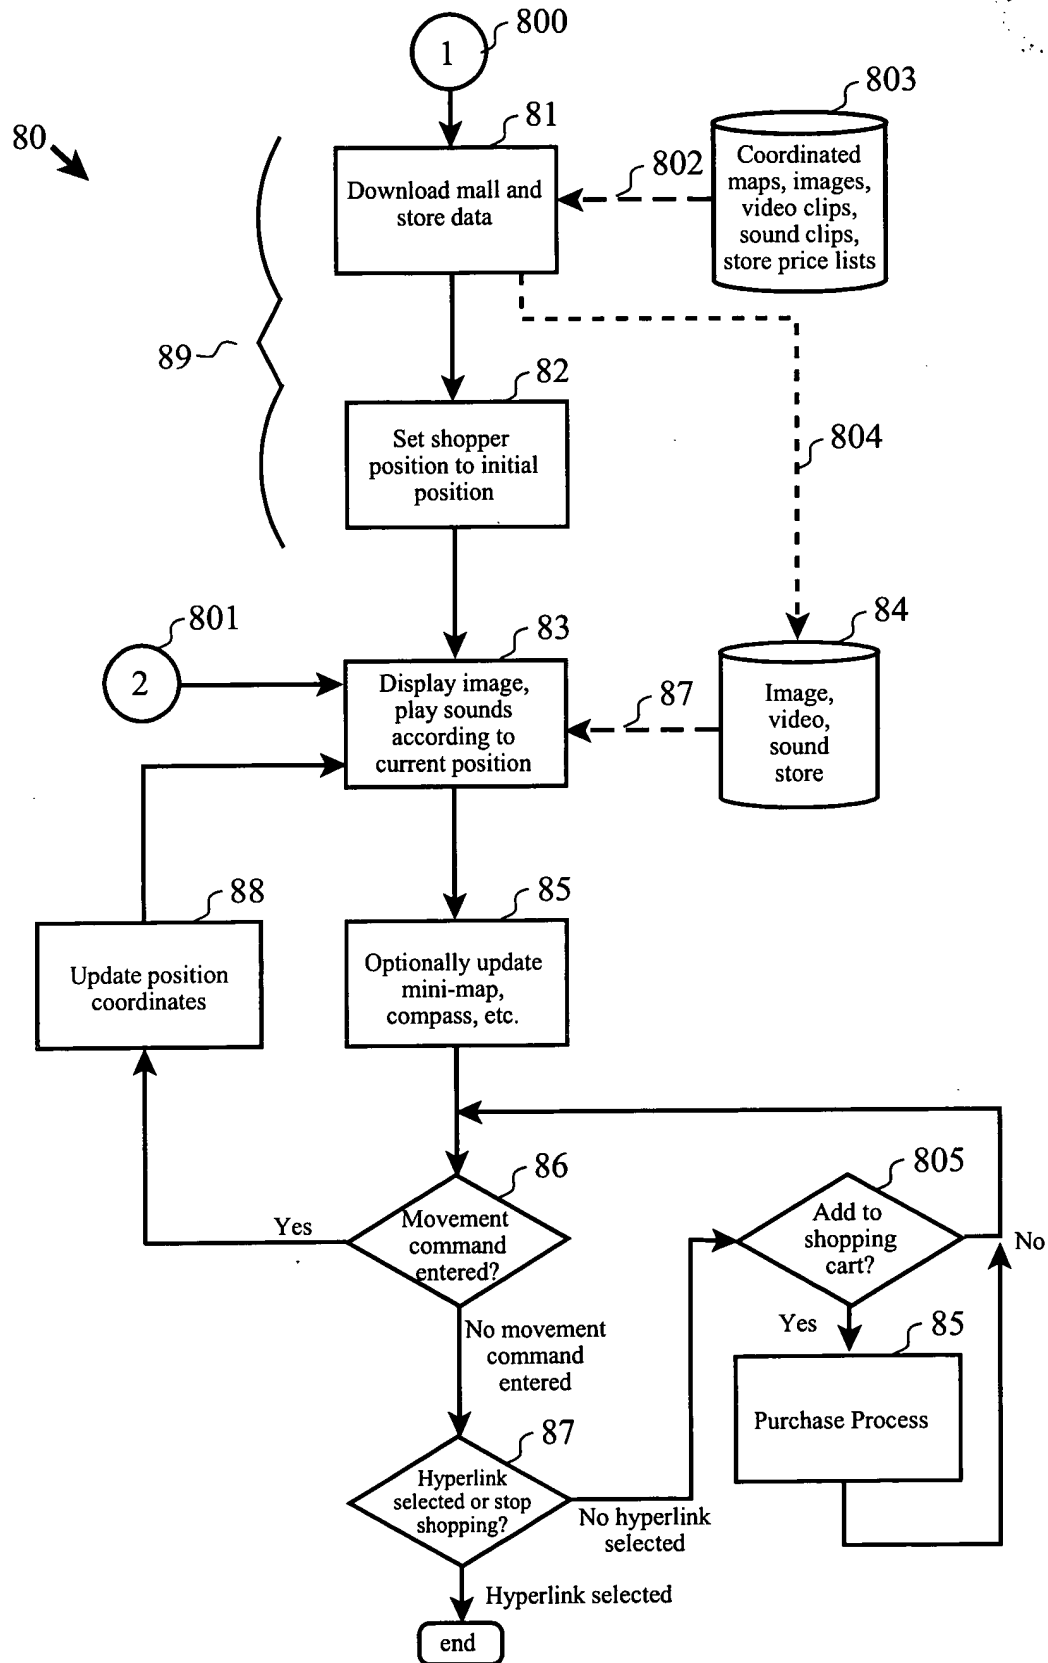 800
1
80
81
803
Download mall and
store data
802
Coordinated
maps, images,
video clips,
sound clips,
store price lists
89
82
Set shopper
position to initial
position
804
801
2
83
Display image,
play sounds
according to
current position
87
84
Image,
video,
sound
store
88
Update position
coordinates
85
Optionally update
mini-map,
compass, etc.
86
Movement
command
entered?
Yes
805
Add to
shopping
cart?
No
No movement
command
entered
Yes
85
Purchase Process
87
Hyperlink
selected or stop
shopping?
No hyperlink
selected
Hyperlink selected
end